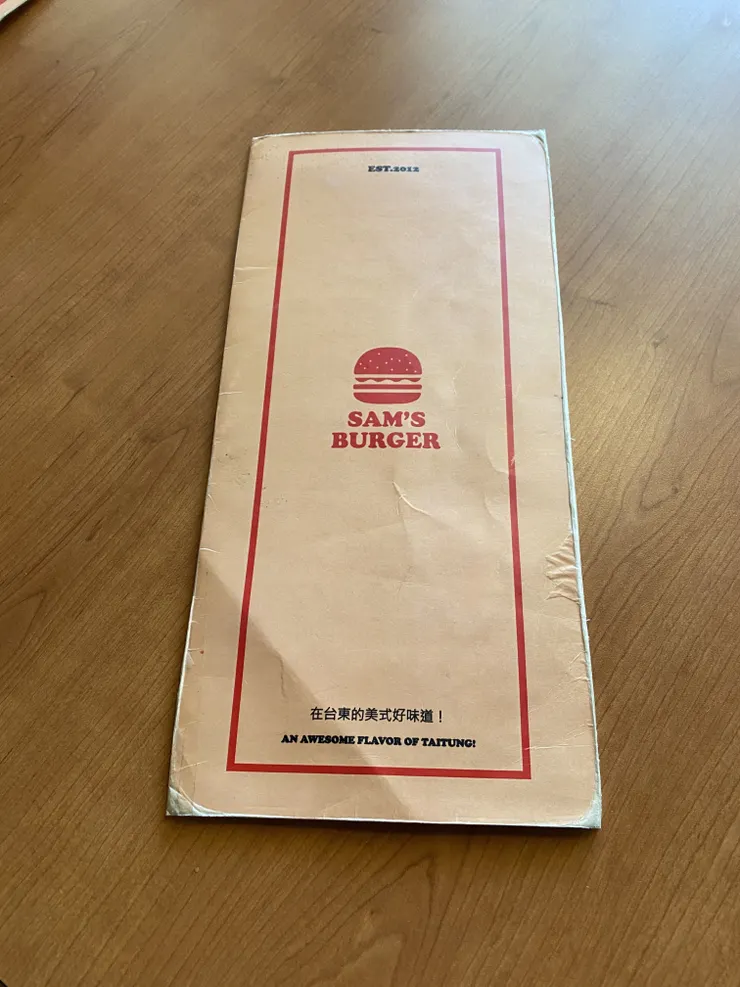 EST.2012
SAM'S
BURGER
在台東的美式好味道！
AN AWESOME FLAVOR OF TAITUNG!